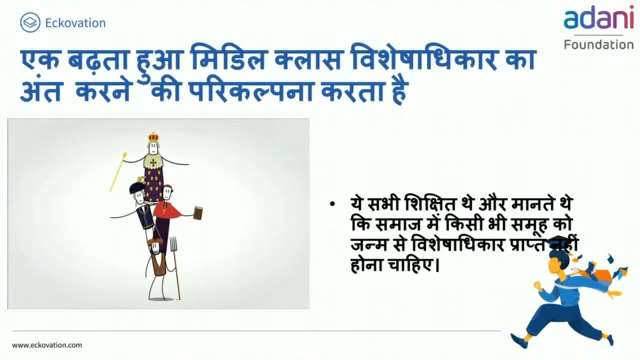 Eckovation
adani
Foundation
एक बढ़ता हुआ मिडिल क्लास विशेषाधिकार का
अंत करने की परिकल्पना करता है
• ये सभी शिक्षित थे और मानते थे
कि समाज में किसी भी समूह को
जन्म से विशेषाधिकार प्राप्त नहीं
होना चाहिए।
www.eckovation.com